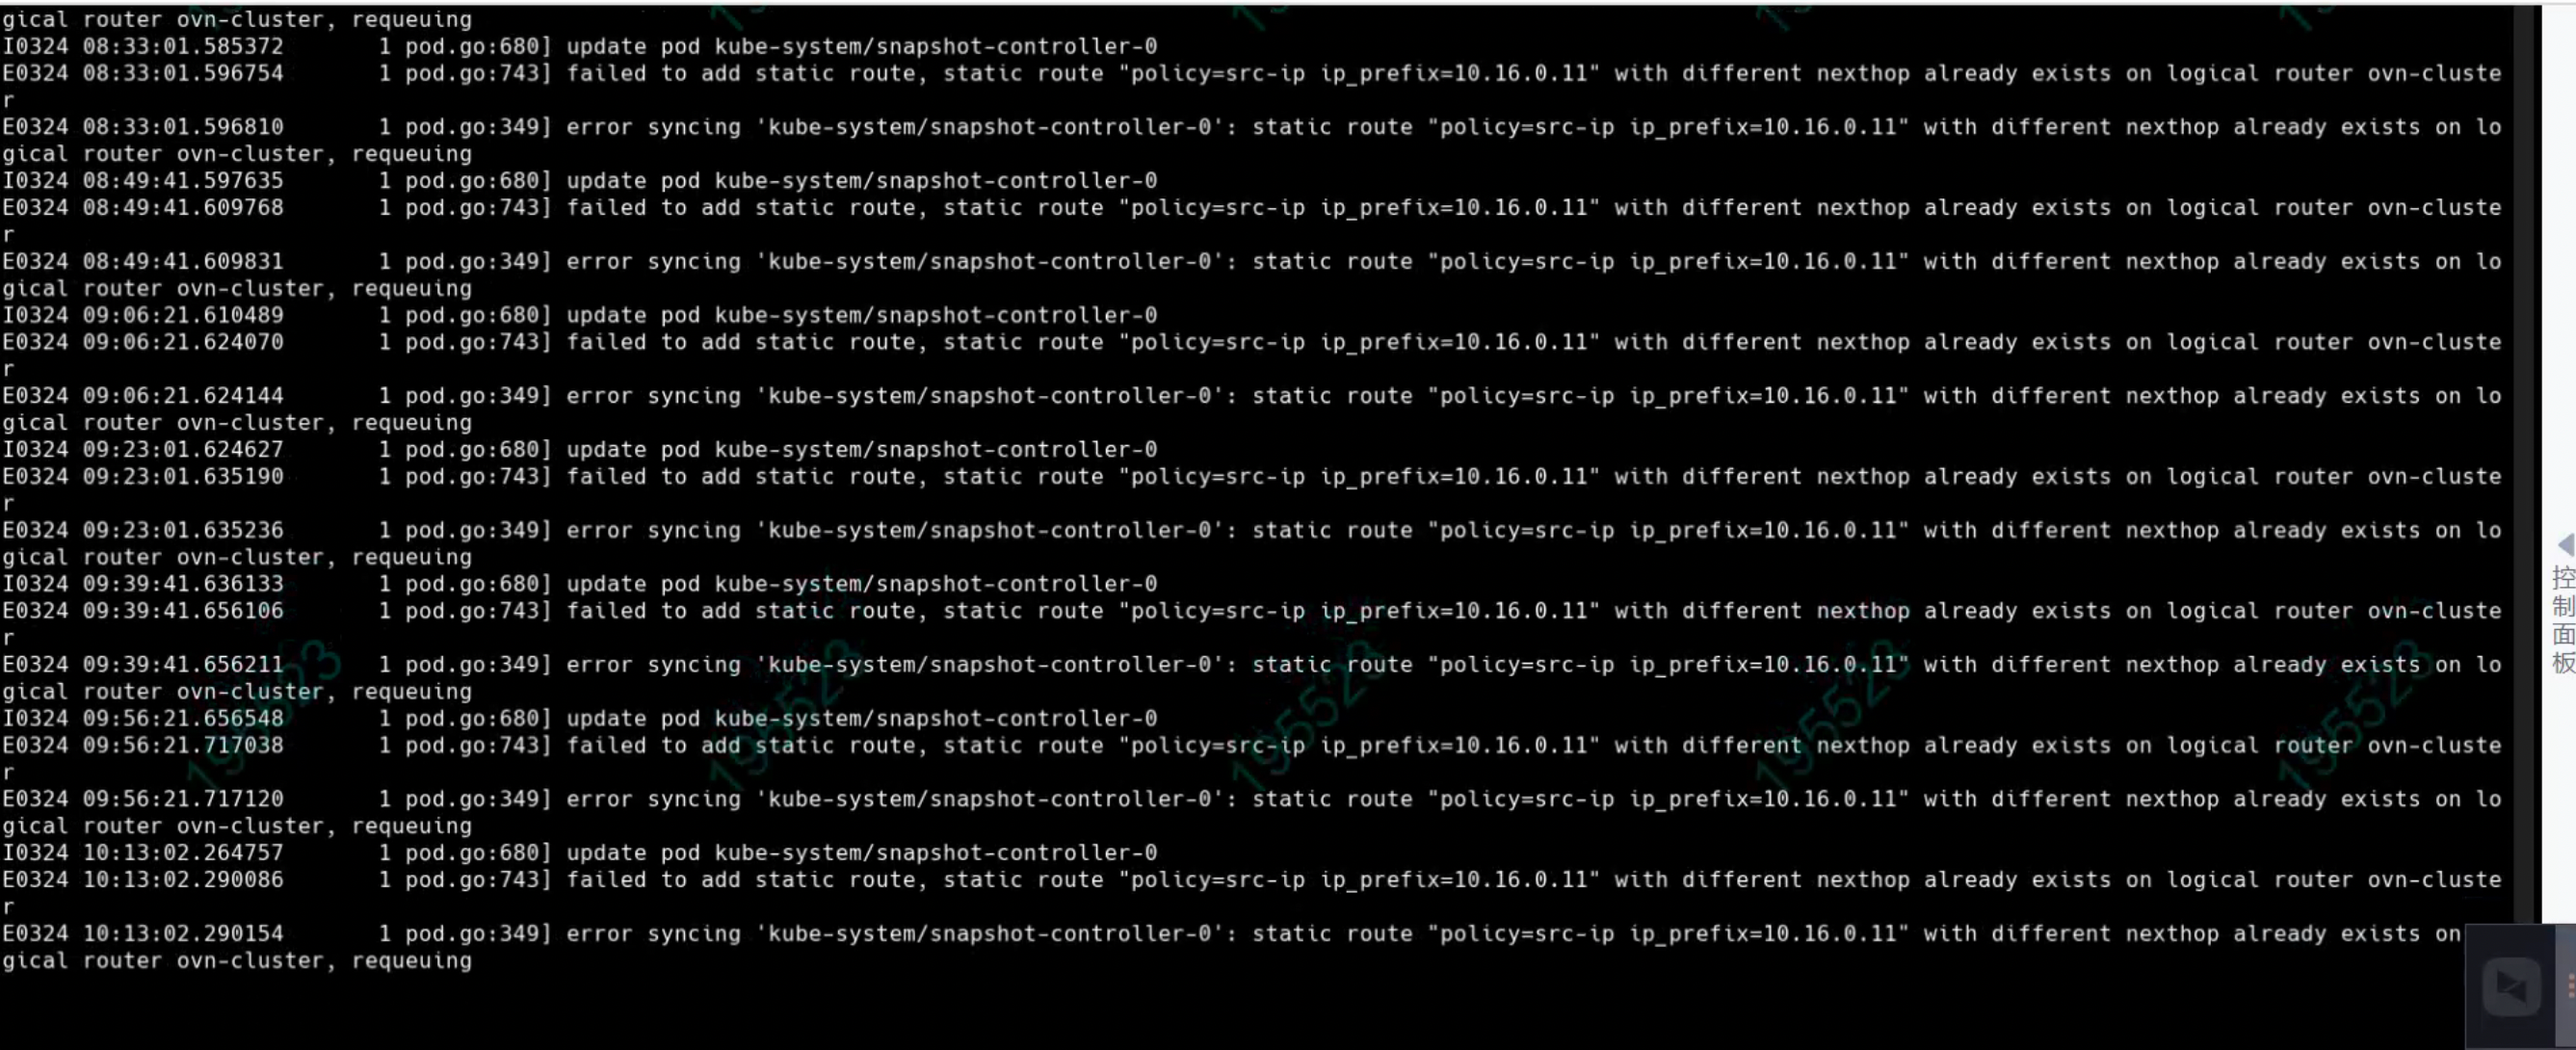 gical router ovn-cluster, requeuing
I0324 08:33:01.585372       1 pod.go:680] update pod kube-system/snapshot-controller-0
E0324 08:33:01.596754       1 pod.go:743] failed to add static route, static route "policy=src-ip ip_prefix=10.16.0.11" with different nexthop already exists on logical router ovn-cluste
r
E0324 08:33:01.596810       1 pod.go:349] error syncing 'kube-system/snapshot-controller-0': static route "policy=src-ip ip_prefix=10.16.0.11" with different nexthop already exists on lo
gical router ovn-cluster, requeuing
I0324 08:49:41.597635       1 pod.go:680] update pod kube-system/snapshot-controller-0
E0324 08:49:41.609768       1 pod.go:743] failed to add static route, static route "policy=src-ip ip_prefix=10.16.0.11" with different nexthop already exists on logical router ovn-cluste
r
E0324 08:49:41.609831       1 pod.go:349] error syncing 'kube-system/snapshot-controller-0': static route "policy=src-ip ip_prefix=10.16.0.11" with different nexthop already exists on lo
gical router ovn-cluster, requeuing
I0324 09:06:21.610489       1 pod.go:680] update pod kube-system/snapshot-controller-0
E0324 09:06:21.624070       1 pod.go:743] failed to add static route, static route "policy=src-ip ip_prefix=10.16.0.11" with different nexthop already exists on logical router ovn-cluste
r
E0324 09:06:21.624144       1 pod.go:349] error syncing 'kube-system/snapshot-controller-0': static route "policy=src-ip ip_prefix=10.16.0.11" with different nexthop already exists on lo
gical router ovn-cluster, requeuing
I0324 09:23:01.624627       1 pod.go:680] update pod kube-system/snapshot-controller-0
E0324 09:23:01.635190       1 pod.go:743] failed to add static route, static route "policy=src-ip ip_prefix=10.16.0.11" with different nexthop already exists on logical router ovn-cluste
r
E0324 09:23:01.635236       1 pod.go:349] error syncing 'kube-system/snapshot-controller-0': static route "policy=src-ip ip_prefix=10.16.0.11" with different nexthop already exists on lo
gical router ovn-cluster, requeuing
I0324 09:39:41.636133       1 pod.go:680] update pod kube-system/snapshot-controller-0
E0324 09:39:41.656106       1 pod.go:743] failed to add static route, static route "policy=src-ip ip_prefix=10.16.0.11" with different nexthop already exists on logical router ovn-cluste
r
E0324 09:39:41.656211       1 pod.go:349] error syncing 'kube-system/snapshot-controller-0': static route "policy=src-ip ip_prefix=10.16.0.11" with different nexthop already exists on lo
gical router ovn-cluster, requeuing
I0324 09:56:21.656548       1 pod.go:680] update pod kube-system/snapshot-controller-0
E0324 09:56:21.717038       1 pod.go:743] failed to add static route, static route "policy=src-ip ip_prefix=10.16.0.11" with different nexthop already exists on logical router ovn-cluste
r
E0324 09:56:21.717120       1 pod.go:349] error syncing 'kube-system/snapshot-controller-0': static route "policy=src-ip ip_prefix=10.16.0.11" with different nexthop already exists on lo
gical router ovn-cluster, requeuing
I0324 10:13:02.264757       1 pod.go:680] update pod kube-system/snapshot-controller-0
E0324 10:13:02.290086       1 pod.go:743] failed to add static route, static route "policy=src-ip ip_prefix=10.16.0.11" with different nexthop already exists on logical router ovn-cluste
r
E0324 10:13:02.290154       1 pod.go:349] error syncing 'kube-system/snapshot-controller-0': static route "policy=src-ip ip_prefix=10.16.0.11" with different nexthop already exists on
gical router ovn-cluster, requeuing
195523
195523
195523
195523
195523
控制面板